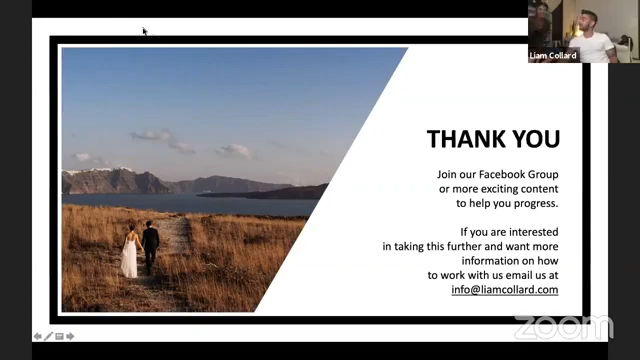 Liam Collard
THANK YOU
Join our Facebook Group
or more exciting content
to help you progress.
If you are interested
in taking this further and want more
information on how
to work with us email us at
info@liamcollard.com
zoom